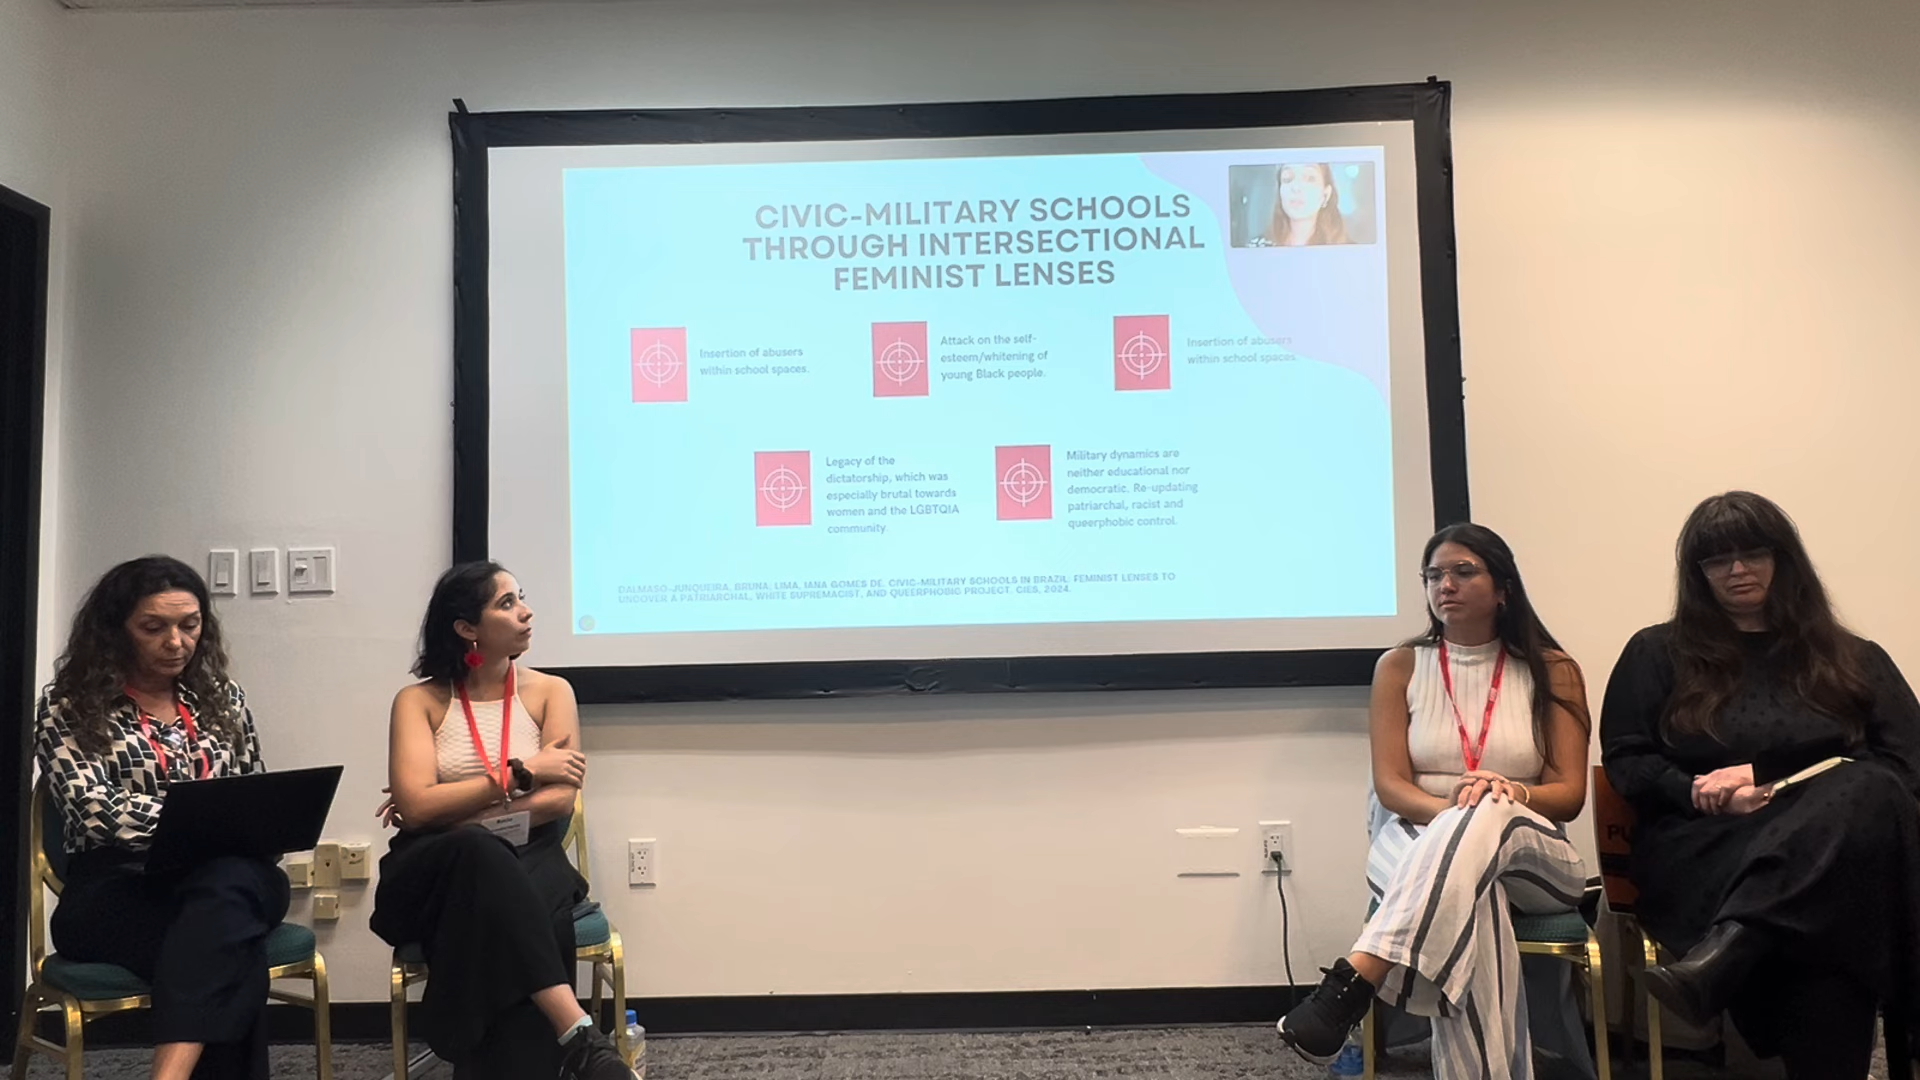 CIVIC-MILITARY SCHOOLS
THROUGH INTERSECTIONAL
FEMINIST LENSES
Insertion of abusers
within school spaces.
Attack on the self-
esteem/whitening of
young Black people.
Insertion of abusers
within school spaces.
Legacy of the
dictatorship, which was
especially brutal towards
women and the LGBTQIA
community.
Military dynamics are
neither educational nor
democratic. Re-updating
patriarchal, racist and
queerphobic control.
DALMASO-JUNQUEIRA, BRUNA; LIMA, IANA GOMES DE. CIVIC-MILITARY SCHOOLS IN BRAZIL: FEMINIST LENSES TO
UNCOVER A PATRIARCHAL, WHITE SUPREMACIST, AND QUEERPHOBIC PROJECT. CIES, 2024.